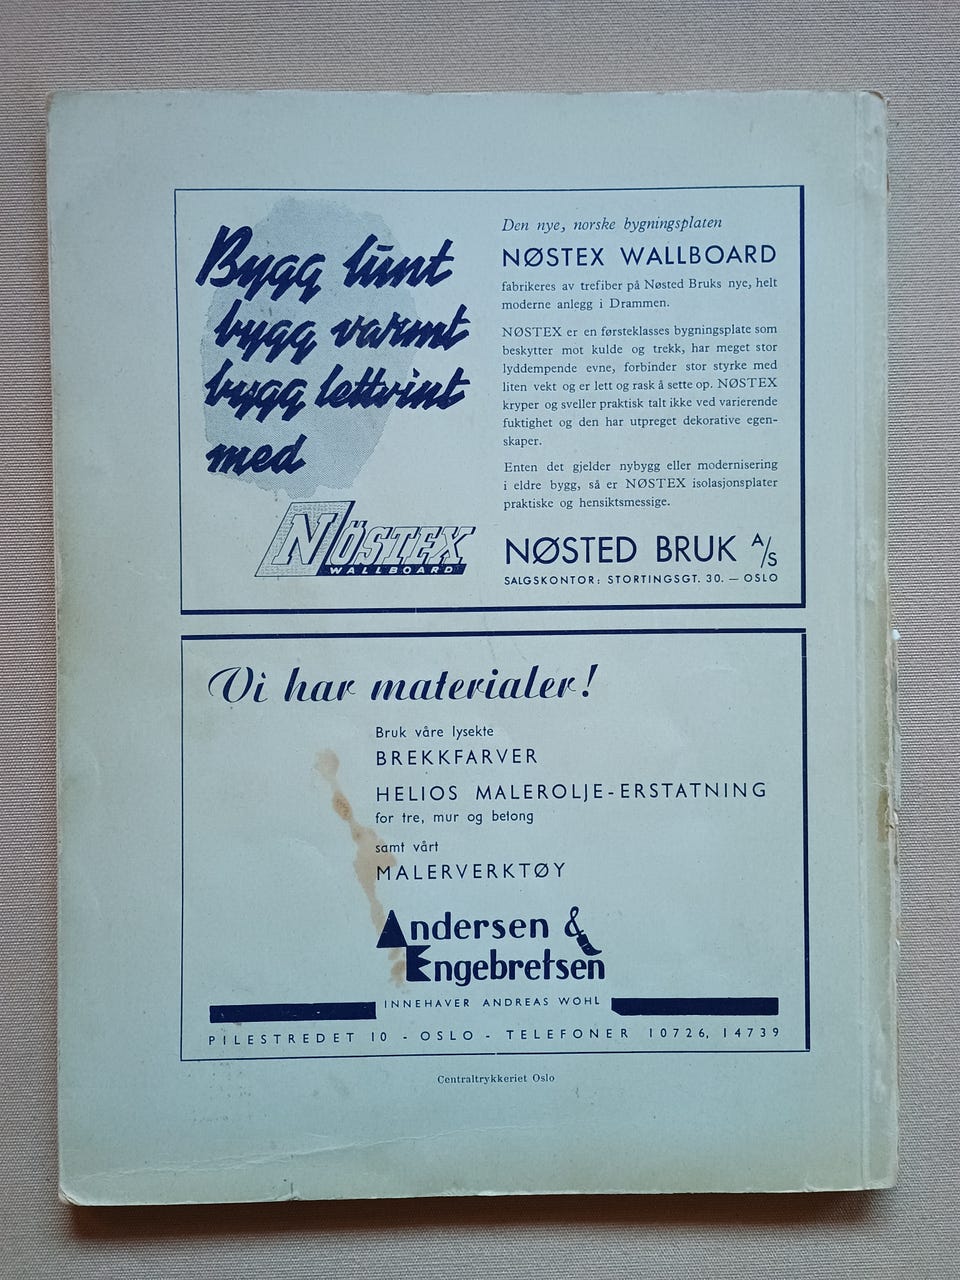 Bygg lunt
bygg varmt
bygg lettvint
med
NÖSTEX
WALLBOARD
Den nye, norske bygningsplaten
NØSTEX WALLBOARD
fabrikeres av trefiber på Nøsted Bruks nye, helt
moderne anlegg i Drammen.
NØSTEX er en førsteklasses bygningsplate som
beskytter mot kulde og trekk, har meget stor
lyddempende evne, forbinder stor styrke med
liten vekt og er lett og rask å sette op. NØSTEX
kryper og sveller praktisk talt ikke ved varierende
fuktighet og den har utpreget dekorative egen-
skaper.
Enten det gjelder nybygg eller modernisering
i eldre bygg, så er NØSTEX isolasjonsplater
praktiske og hensiktsmessige.
NØSTED BRUK A/S
SALGSKONTOR: STORTINGSGT. 30. — OSLO
Vi har materialer!
Bruk våre lysekte
BREKKFARVER
HELIOS MALEROLJE-ERSTATNING
for tre, mur og betong
samt vårt
MALERVERKTØY
Andersen &
Engebretsen
INNEHAVER ANDREAS WOHL
PILESTREDET 10 - OSLO - TELEFONER 10726, 14739
Centraltrykkeriet Oslo